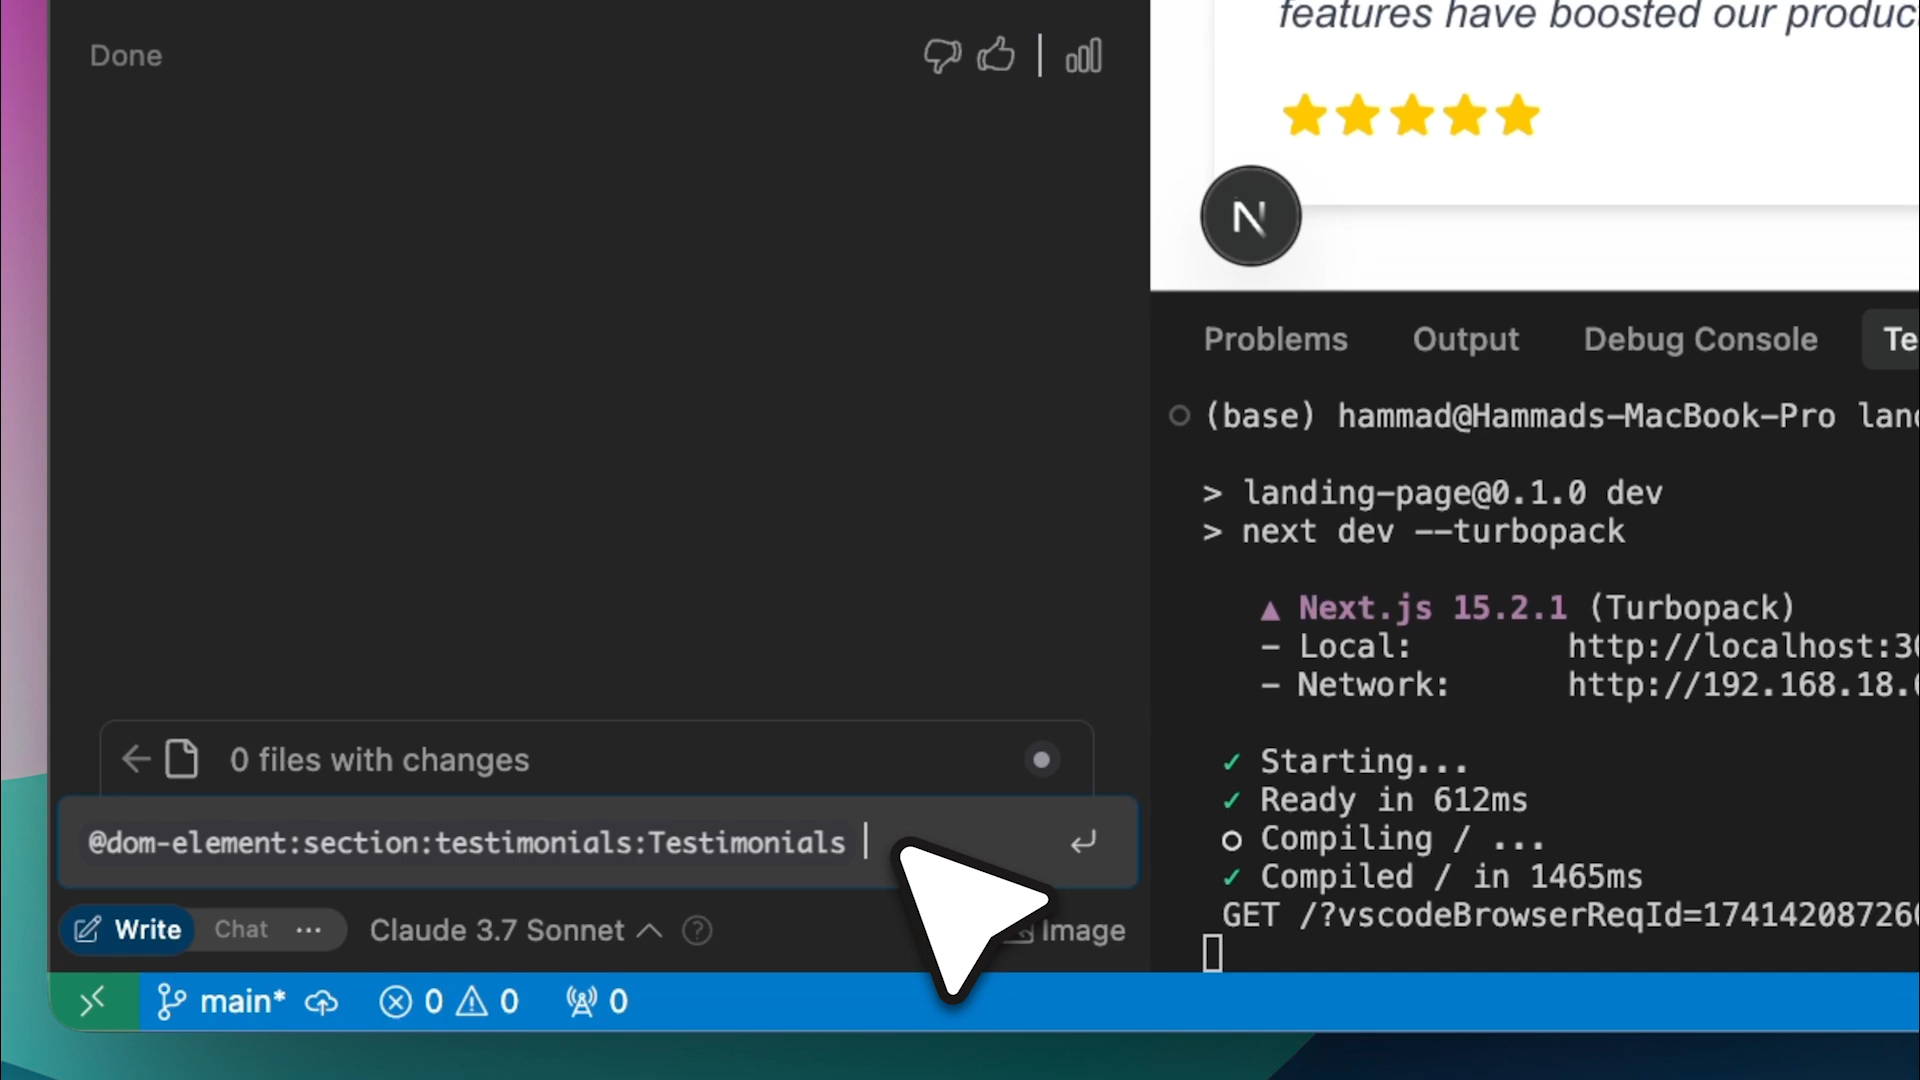 Done
0 files with changes
@dom-element:section:testimonials:Testimonials
Write Chat ... Claude 3.7 Sonnet ? Image
main* 0 0 0
features have boosted our produc
N
Problems Output Debug Console Te
(base) hammad@Hammads-MacBook-Pro land
> landing-page@0.1.0 dev
> next dev --turbopack
▲ Next.js 15.2.1 (Turbopack)
- Local: http://localhost:30
- Network: http://192.168.18.
✓ Starting...
✓ Ready in 612ms
○ Compiling / ...
✓ Compiled / in 1465ms
GET /?vscodeBrowserReqId=174142087260